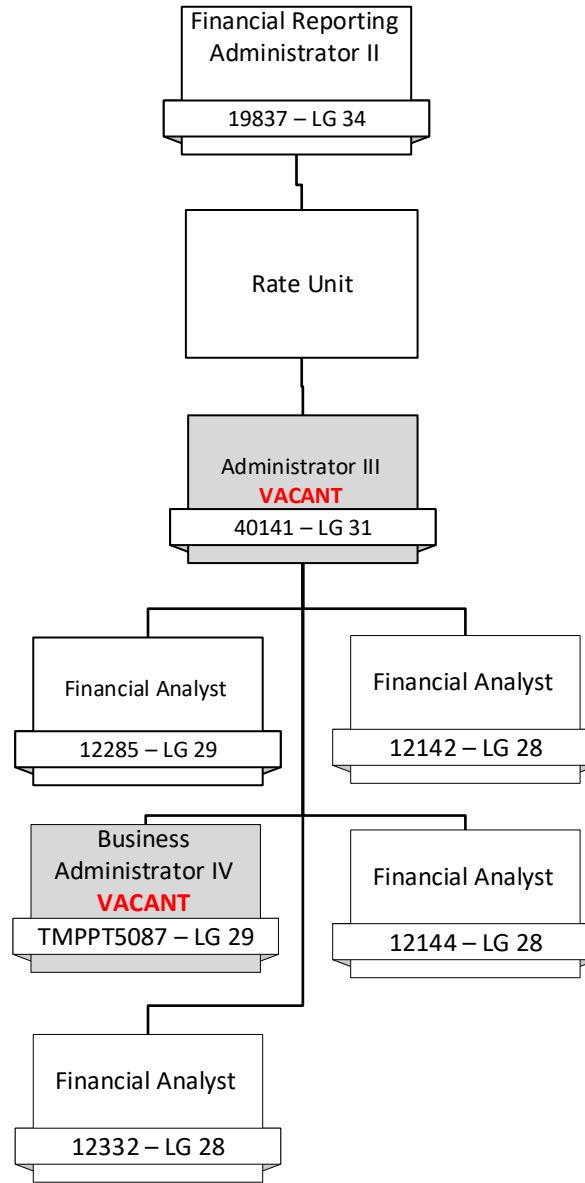 Financial Reporting
Administrator II
19837 – LG 34
Rate Unit
Administrator III
VACANT
40141 – LG 31
Financial Analyst
12285 – LG 29
Financial Analyst
12142 – LG 28
Business
Administrator IV
VACANT
TMPPT5087 – LG 29
Financial Analyst
12144 – LG 28
Financial Analyst
12332 – LG 28